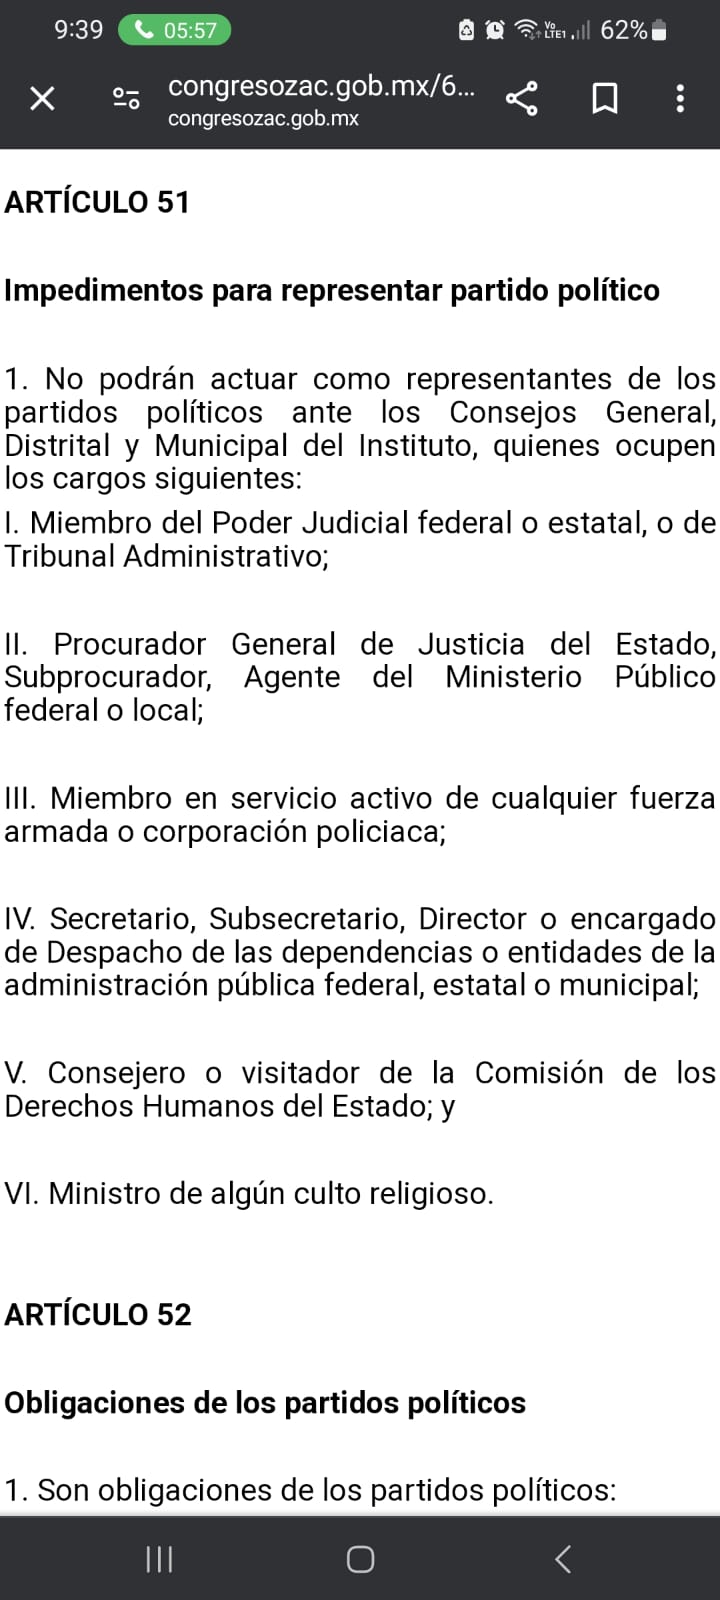 9:39 05:57 62%
congresozac.gob.mx/6...
congresozac.gob.mx
ARTÍCULO 51
Impedimentos para representar partido político
1. No podrán actuar como representantes de los
partidos políticos ante los Consejos General,
Distrital y Municipal del Instituto, quienes ocupen
los cargos siguientes:
I. Miembro del Poder Judicial federal o estatal, o de
Tribunal Administrativo;
II. Procurador General de Justicia del Estado,
Subprocurador, Agente del Ministerio Público
federal o local;
III. Miembro en servicio activo de cualquier fuerza
armada o corporación policiaca;
IV. Secretario, Subsecretario, Director o encargado
de Despacho de las dependencias o entidades de la
administración pública federal, estatal o municipal;
V. Consejero o visitador de la Comisión de los
Derechos Humanos del Estado; y
VI. Ministro de algún culto religioso.
ARTÍCULO 52
Obligaciones de los partidos políticos
1. Son obligaciones de los partidos políticos: